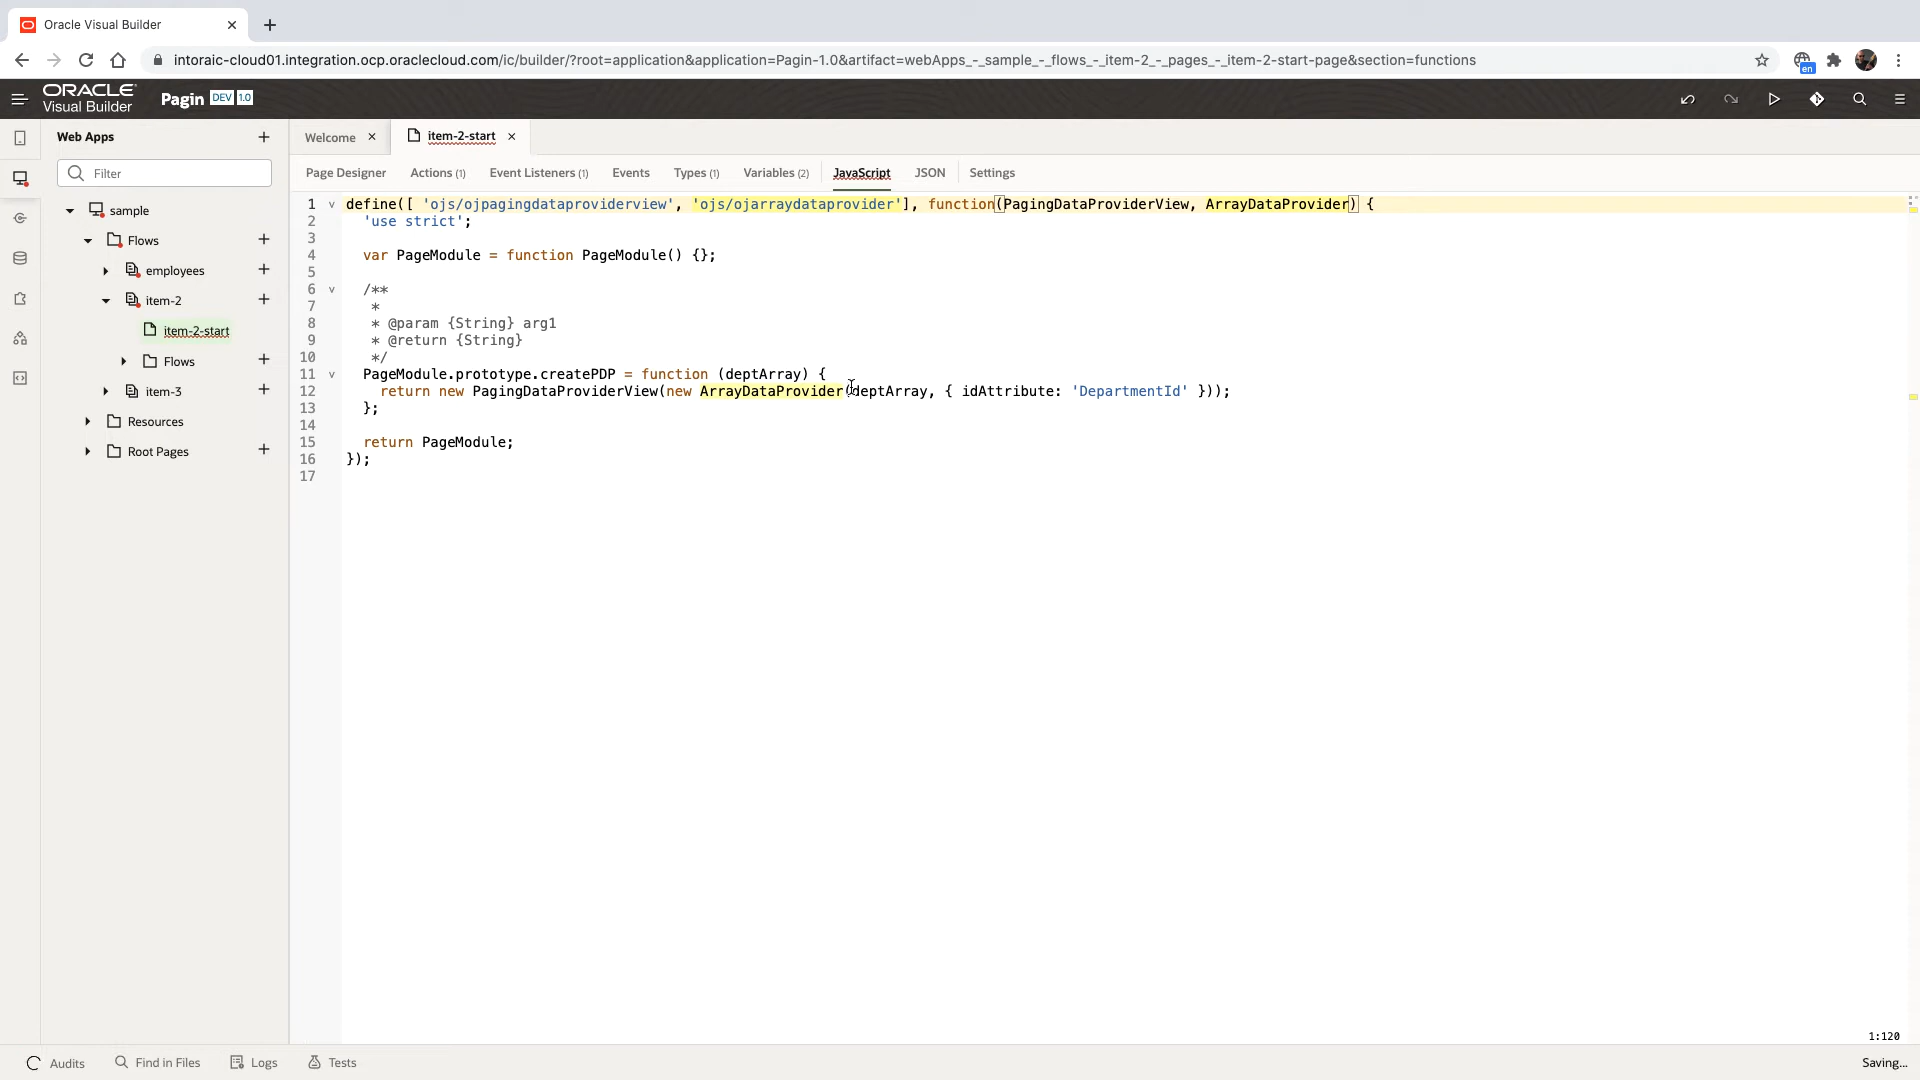 Oracle Visual Builder
intoraic-cloud01.integration.ocp.oraclecloud.com/ic/builder/?root=application&application=Pagin-1.0&artifact=webApps_-_sample_-_flows_-_item-2_-_pages_-_item-2-start-page&section=functions
en
ORACLE
Visual Builder
Pagin DEV 1.0
Web Apps
Welcome
item-2-start
Filter
Page Designer Actions (1) Event Listeners (1) Events Types (1) Variables (2) JavaScript JSON Settings
sample
Flows
employees
item-2
item-2-start
Flows
item-3
Resources
Root Pages
1 define([ 'ojs/ojpagingdataproviderview', 'ojs/ojarraydataprovider'], function(PagingDataProviderView, ArrayDataProvider) {
2 'use strict';
3
4 var PageModule = function PageModule() {};
5
6 /**
7 *
8 * @param {String} arg1
9 * @return {String}
10 */
11 PageModule.prototype.createPDP = function (deptArray) {
12 return new PagingDataProviderView(new ArrayDataProvider(deptArray, { idAttribute: 'DepartmentId' }));
13 };
14
15 return PageModule;
16 });
17
1:120
Audits Find in Files Logs Tests
Saving...